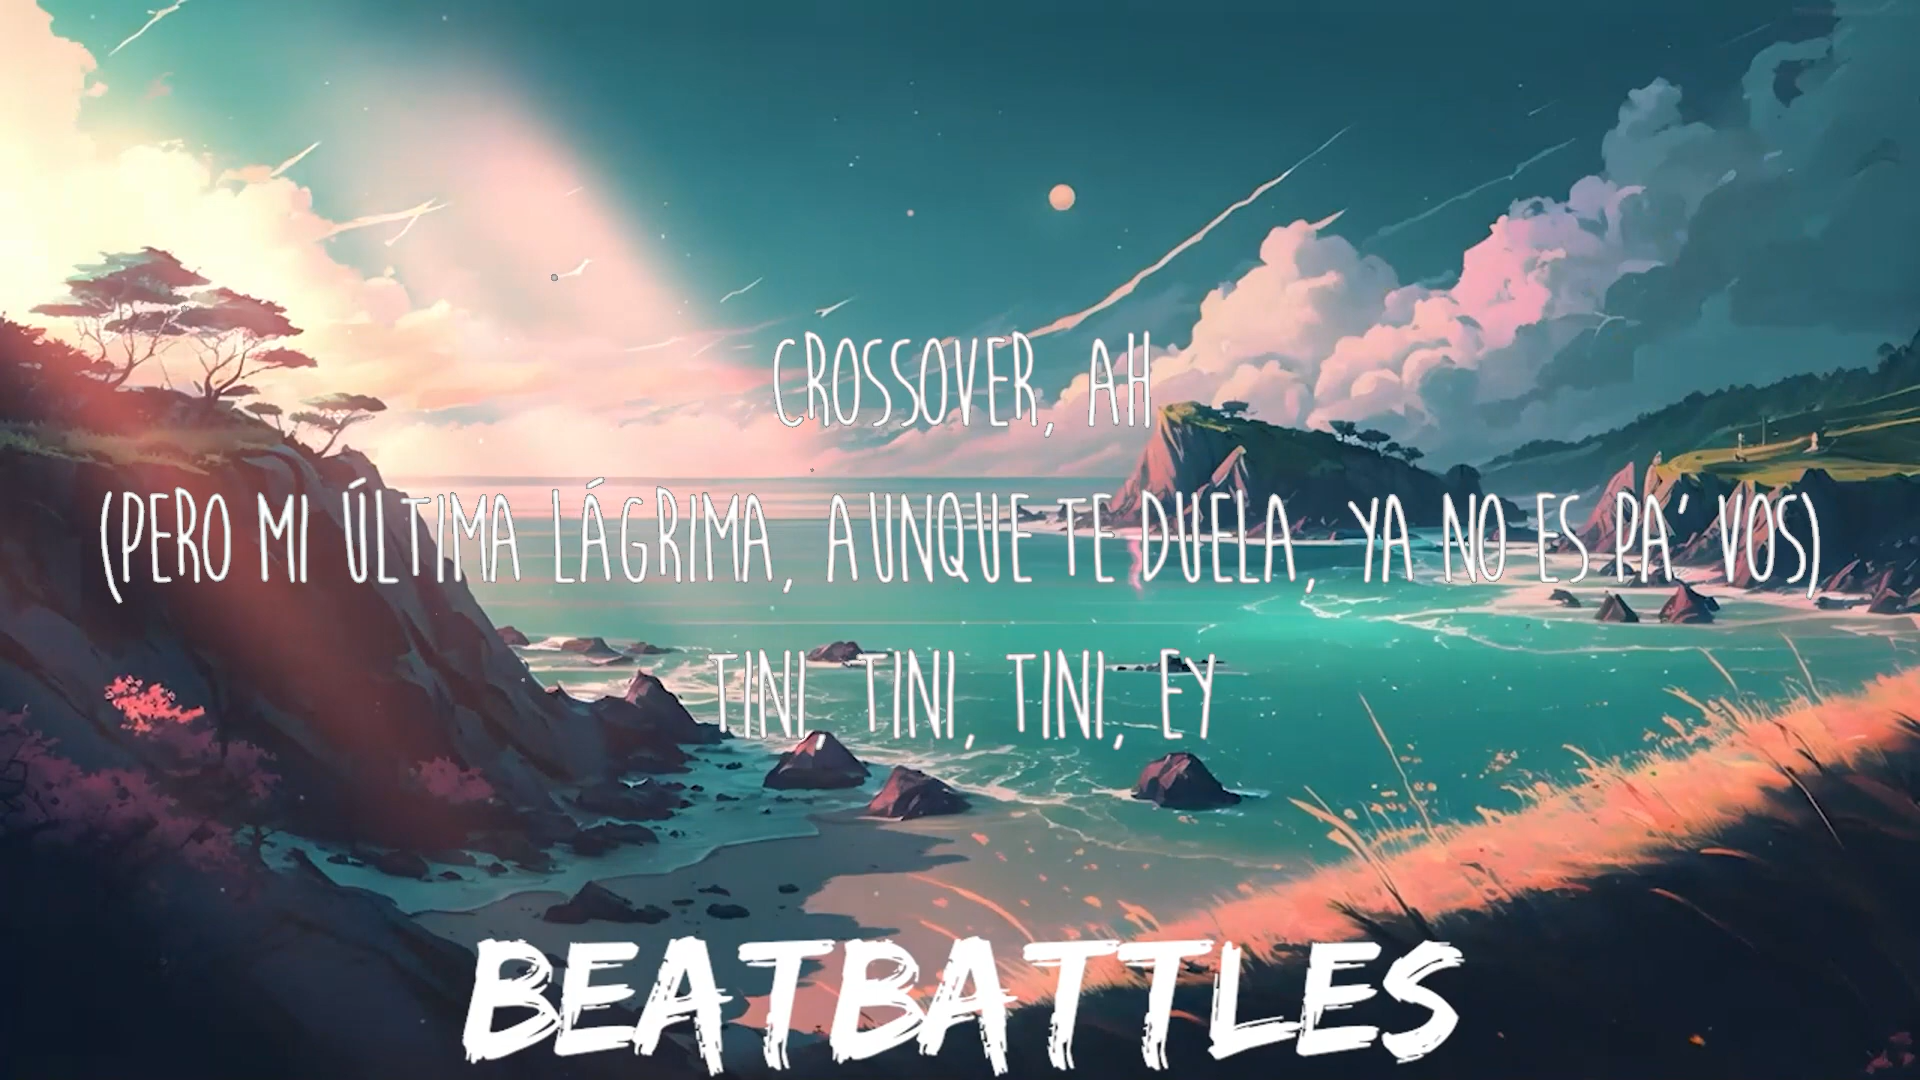 CROSSOVER, AH
(PERO MI ÚLTIMA LÁGRIMA, AUNQUE TE DUELA, YA NO ES PA' VOS)
TINI, TINI, TINI, EY
BEATBATTLES